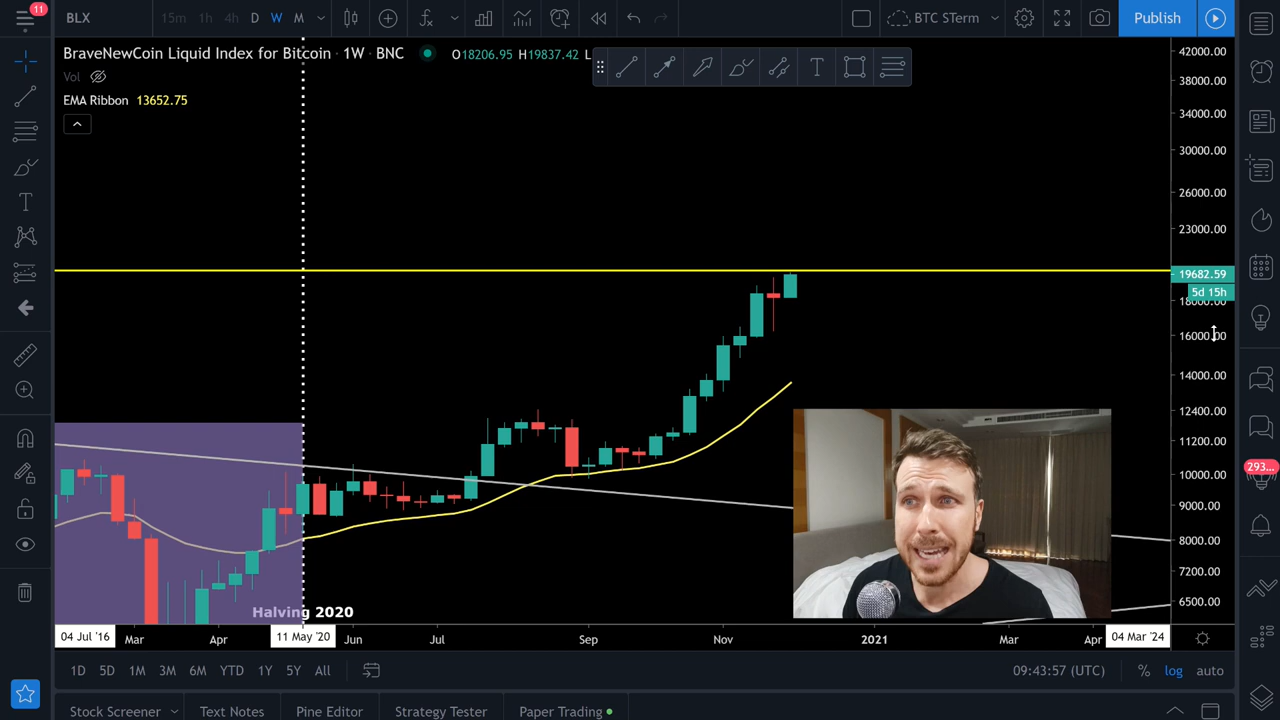 11
BLX
15m 1h 4h D W M
BTC STerm
Publish
BraveNewCoin Liquid Index for Bitcoin · 1W · BNC
O18206.95 H19837.42 L
Vol
EMA Ribbon 13652.75
42000.00
38000.00
34000.00
30000.00
26000.00
23000.00
19682.59
5d 15h
18000.00
16000.00
14000.00
12400.00
11200.00
10000.00
9000.00
8000.00
7200.00
6500.00
293...
Halving 2020
04 Jul '16 Mar Apr 11 May '20 Jun Jul Sep Nov 2021 Mar Apr 04 Mar '24
1D 5D 1M 3M 6M YTD 1Y 5Y All
09:43:57 (UTC) % log auto
Stock Screener Text Notes Pine Editor Strategy Tester Paper Trading